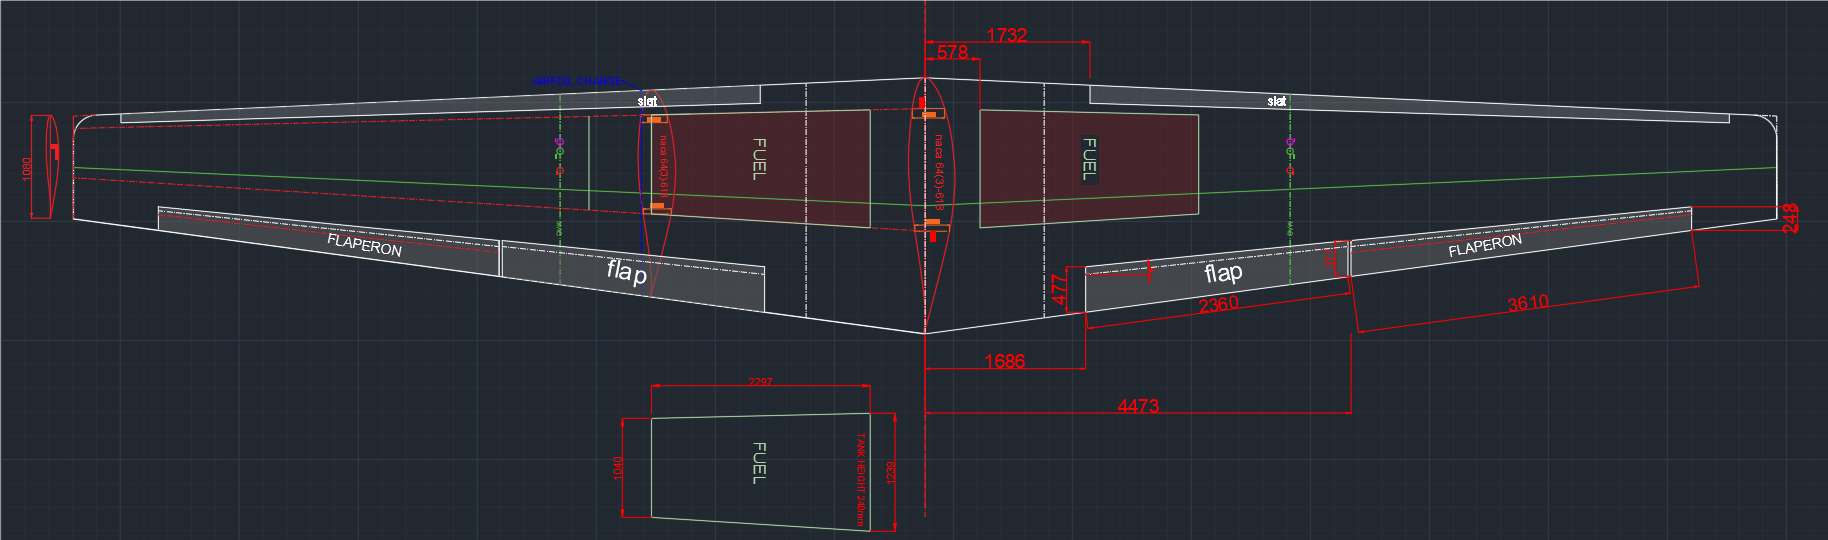 1732
578
AIRFOIL CHANGE
slat
slat
FUEL
FUEL
naca 64(3)-618
naca 64(3)-618
1080
FLAPERON
flap
flap
FLAPERON
248
477
2360
3610
1686
4473
2297
1040
FUEL
TANK HEIGHT 240mm
1239